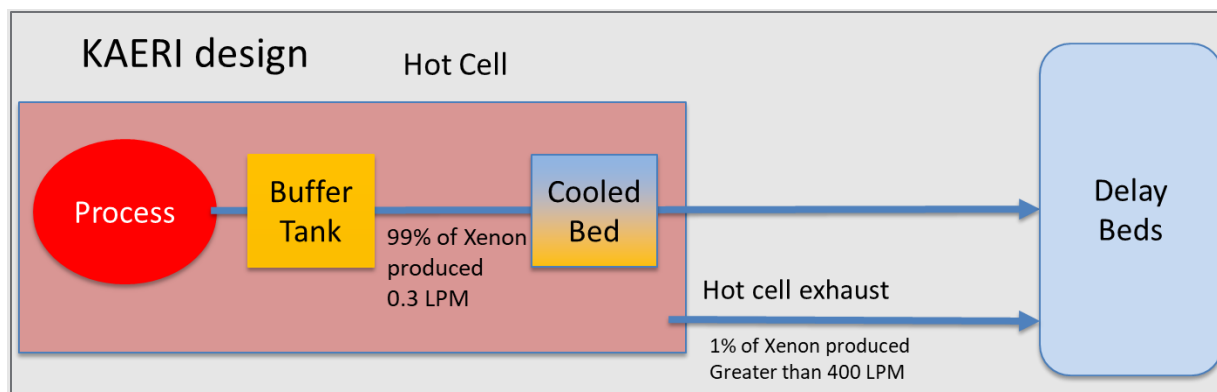 KAERI design
Hot Cell
Process
Buffer
Tank
99% of Xenon
produced
0.3 LPM
Cooled
Bed
Delay
Beds
Hot cell exhaust
1% of Xenon produced
Greater than 400 LPM